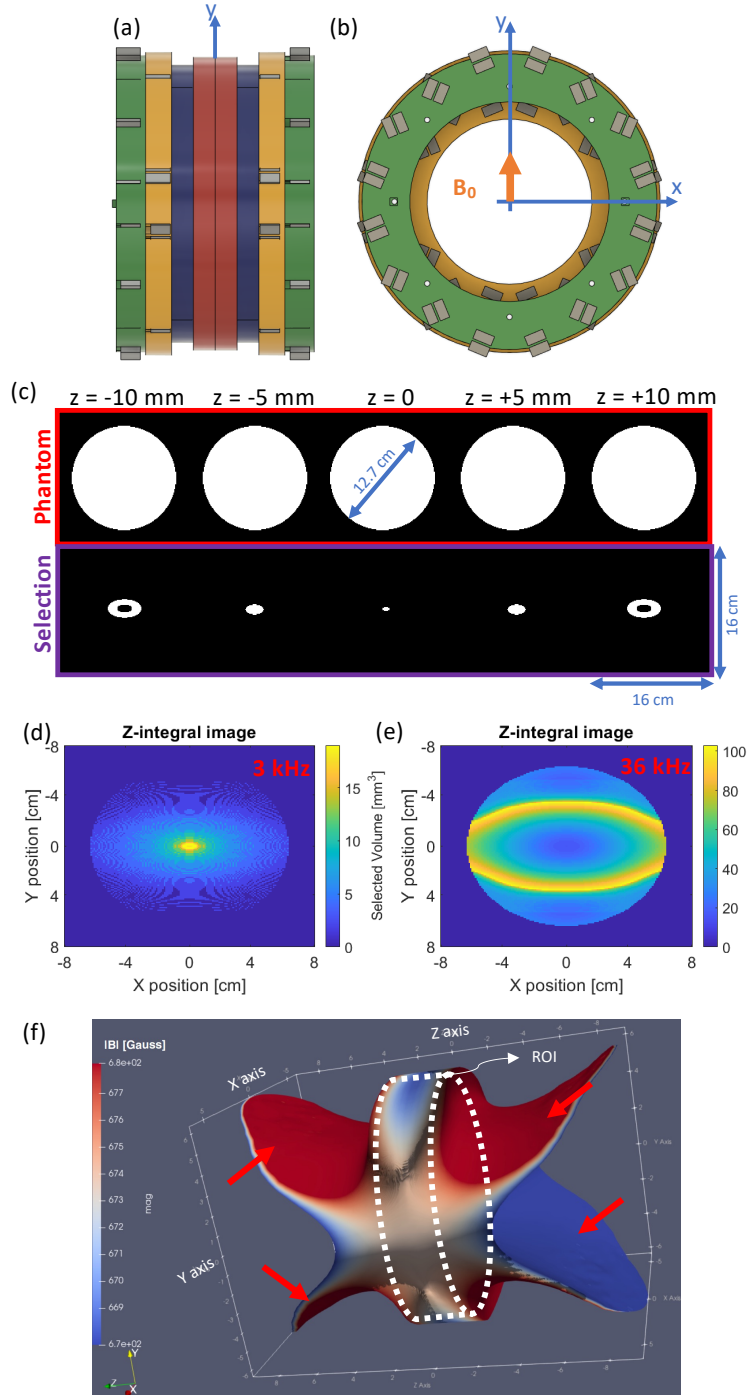 (a)
y
(b)
y
B₀
x
(c)
z = -10 mm
z = -5 mm
z = 0
z = +5 mm
z = +10 mm
Phantom
12.7 cm
Selection
16 cm
16 cm
(d)
Z-integral image
3 kHz
-8
-4
0
4
8
Y position [cm]
-8
-4
0
4
8
X position [cm]
15
10
5
0
Selected Volume [mm³]
(e)
Z-integral image
36 kHz
-8
-4
0
4
8
Y position [cm]
-8
-4
0
4
8
X position [cm]
100
80
60
40
20
0
(f)
|B| [Gauss]
6.8e+02
677
676
675
674
673
672
671
670
669
6.7e+02
mag
Z axis
ROI
X axis
Y axis
Y Axis
X Axis
Z Axis
Y
Z
X